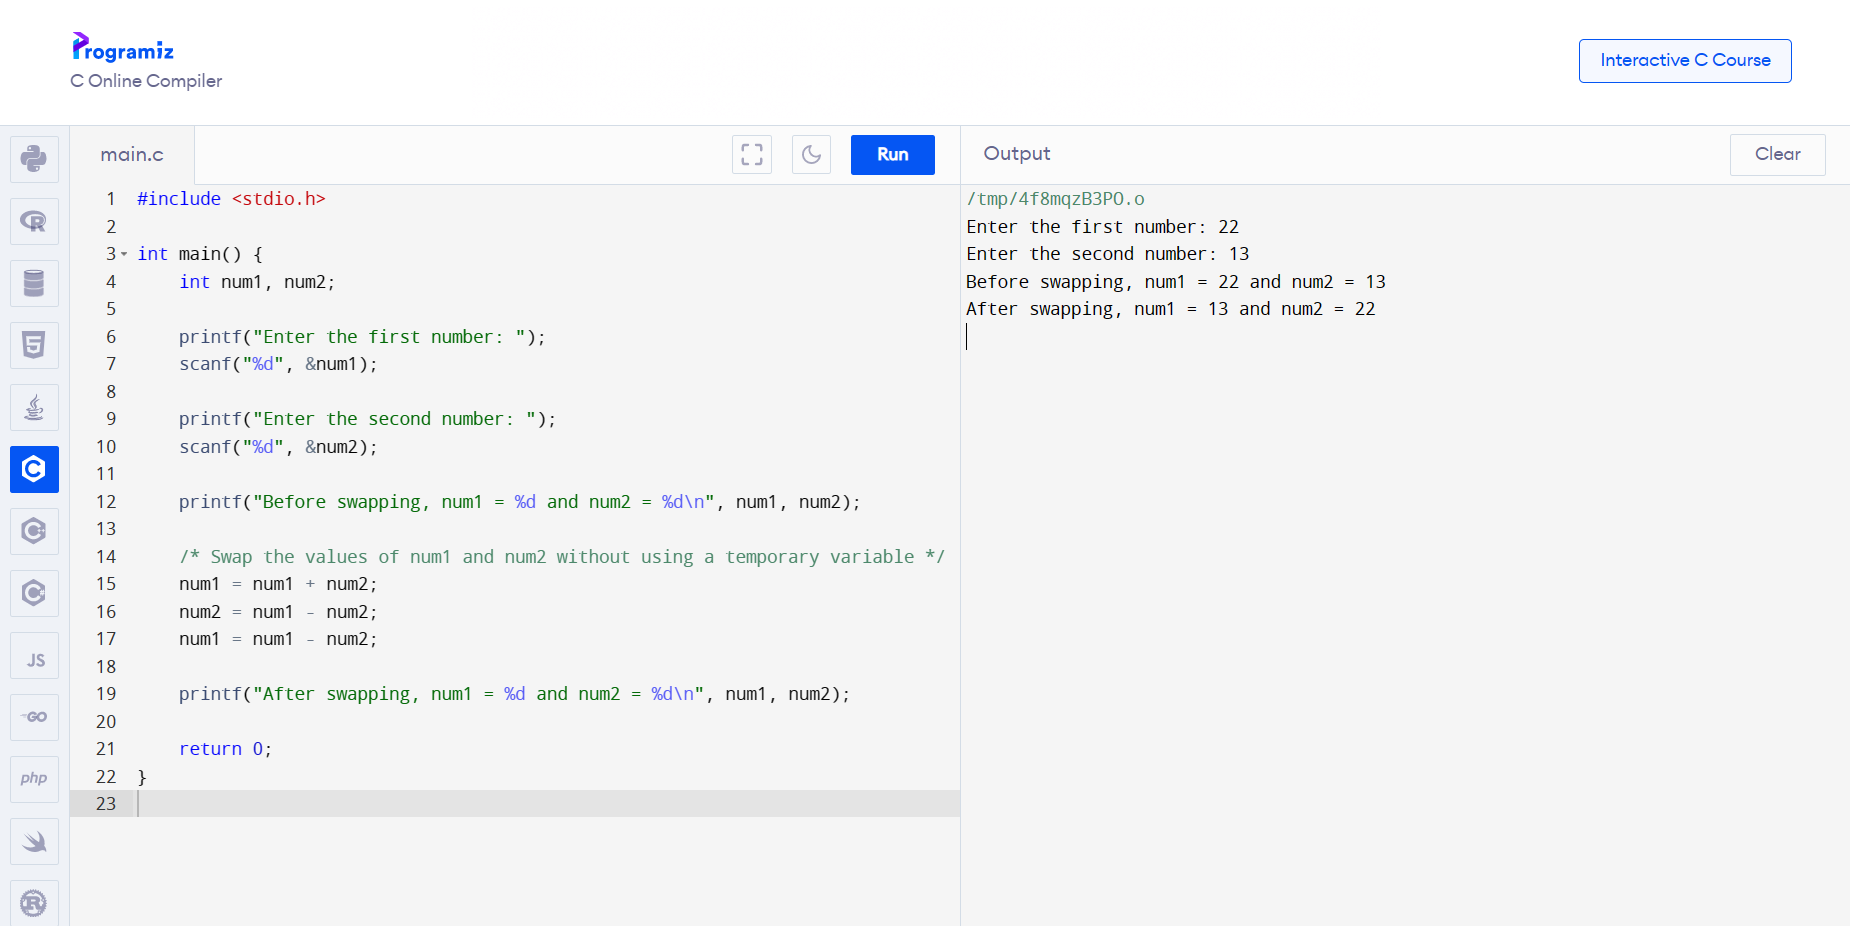 Programiz
C Online Compiler
Interactive C Course
main.c
Run
Output
Clear
1 #include <stdio.h>
2
3 int main() {
4     int num1, num2;
5
6     printf("Enter the first number: ");
7     scanf("%d", &num1);
8
9     printf("Enter the second number: ");
10     scanf("%d", &num2);
11
12     printf("Before swapping, num1 = %d and num2 = %d\n", num1, num2);
13
14     /* Swap the values of num1 and num2 without using a temporary variable */
15     num1 = num1 + num2;
16     num2 = num1 - num2;
17     num1 = num1 - num2;
18
19     printf("After swapping, num1 = %d and num2 = %d\n", num1, num2);
20
21     return 0;
22 }
23
/tmp/4f8mqzB3PO.o
Enter the first number: 22
Enter the second number: 13
Before swapping, num1 = 22 and num2 = 13
After swapping, num1 = 13 and num2 = 22
R
5
C
C
C
JS
GO
php
R